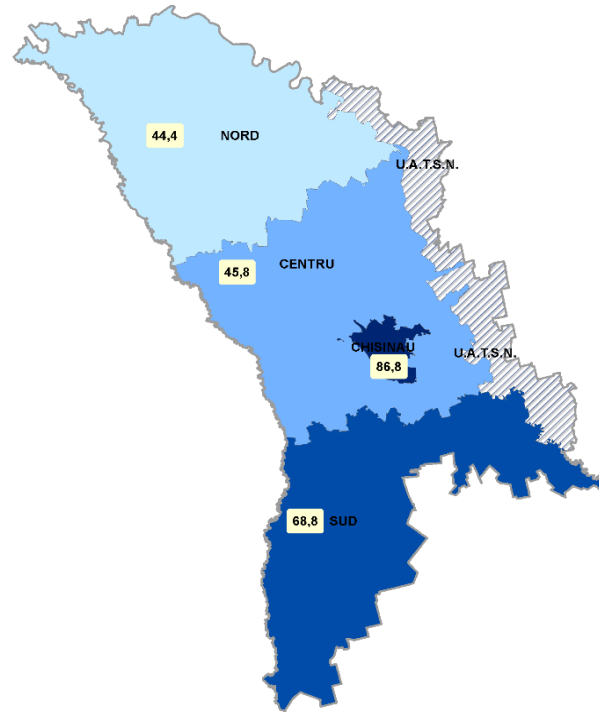 44,4
NORD
U.A.T.S.N.
45,8
CENTRU
CHISINAU
U.A.T.S.N.
86,8
68,8
SUD